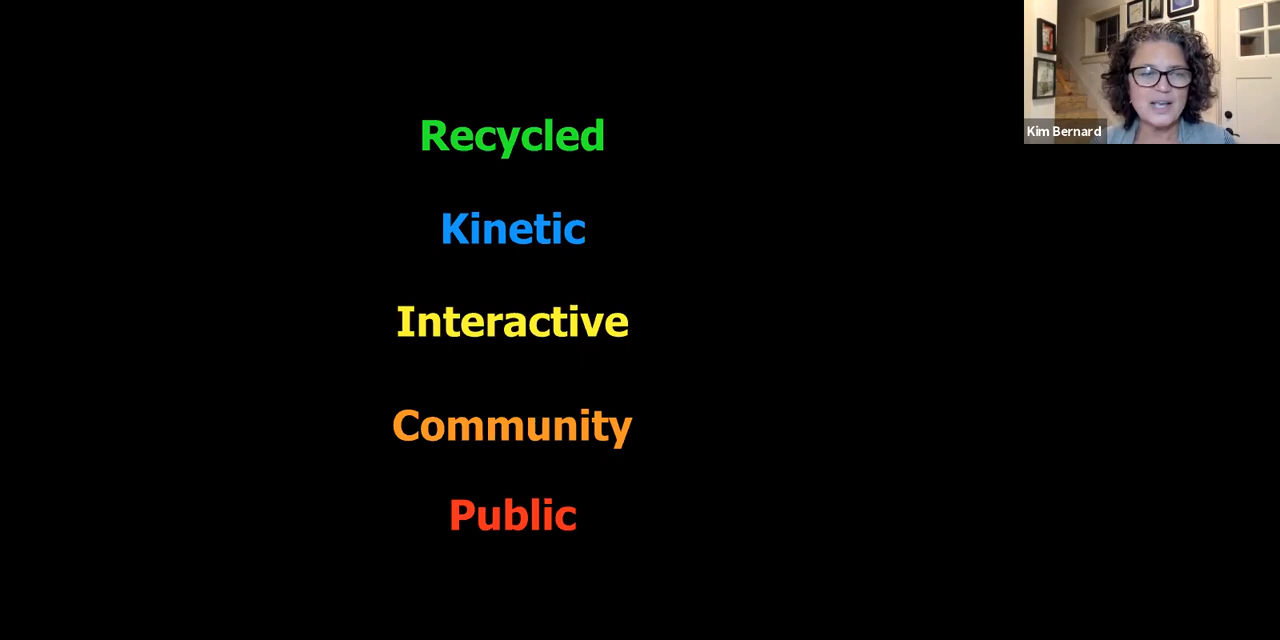 Recycled
Kinetic
Interactive
Community
Public
Kim Bernard